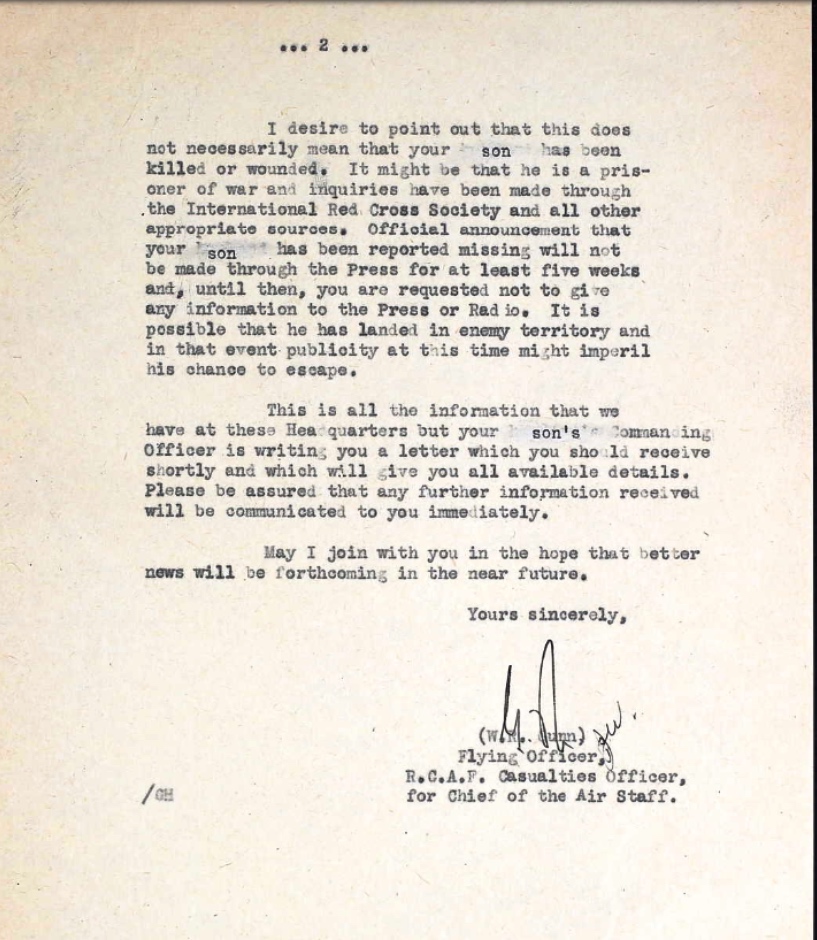 ... 2 ...
I desire to point out that this does
not necessarily mean that your son has been
killed or wounded. It might be that he is a pris-
oner of war and inquiries have been made through
the International Red Cross Society and all other
appropriate sources. Official announcement that
your son has been reported missing will not
be made through the Press for at least five weeks
and, until then, you are requested not to give
any information to the Press or Radio. It is
possible that he has landed in enemy territory and
in that event publicity at this time might imperil
his chance to escape.
This is all the information that we
have at these Headquarters but your son's Commanding
Officer is writing you a letter which you should receive
shortly and which will give you all available details.
Please be assured that any further information received
will be communicated to you immediately.
May I join with you in the hope that better
news will be forthcoming in the near future.
Yours sincerely,
Flying Officer,
R.C.A.F. Casualties Officer,
/GH for Chief of the Air Staff.